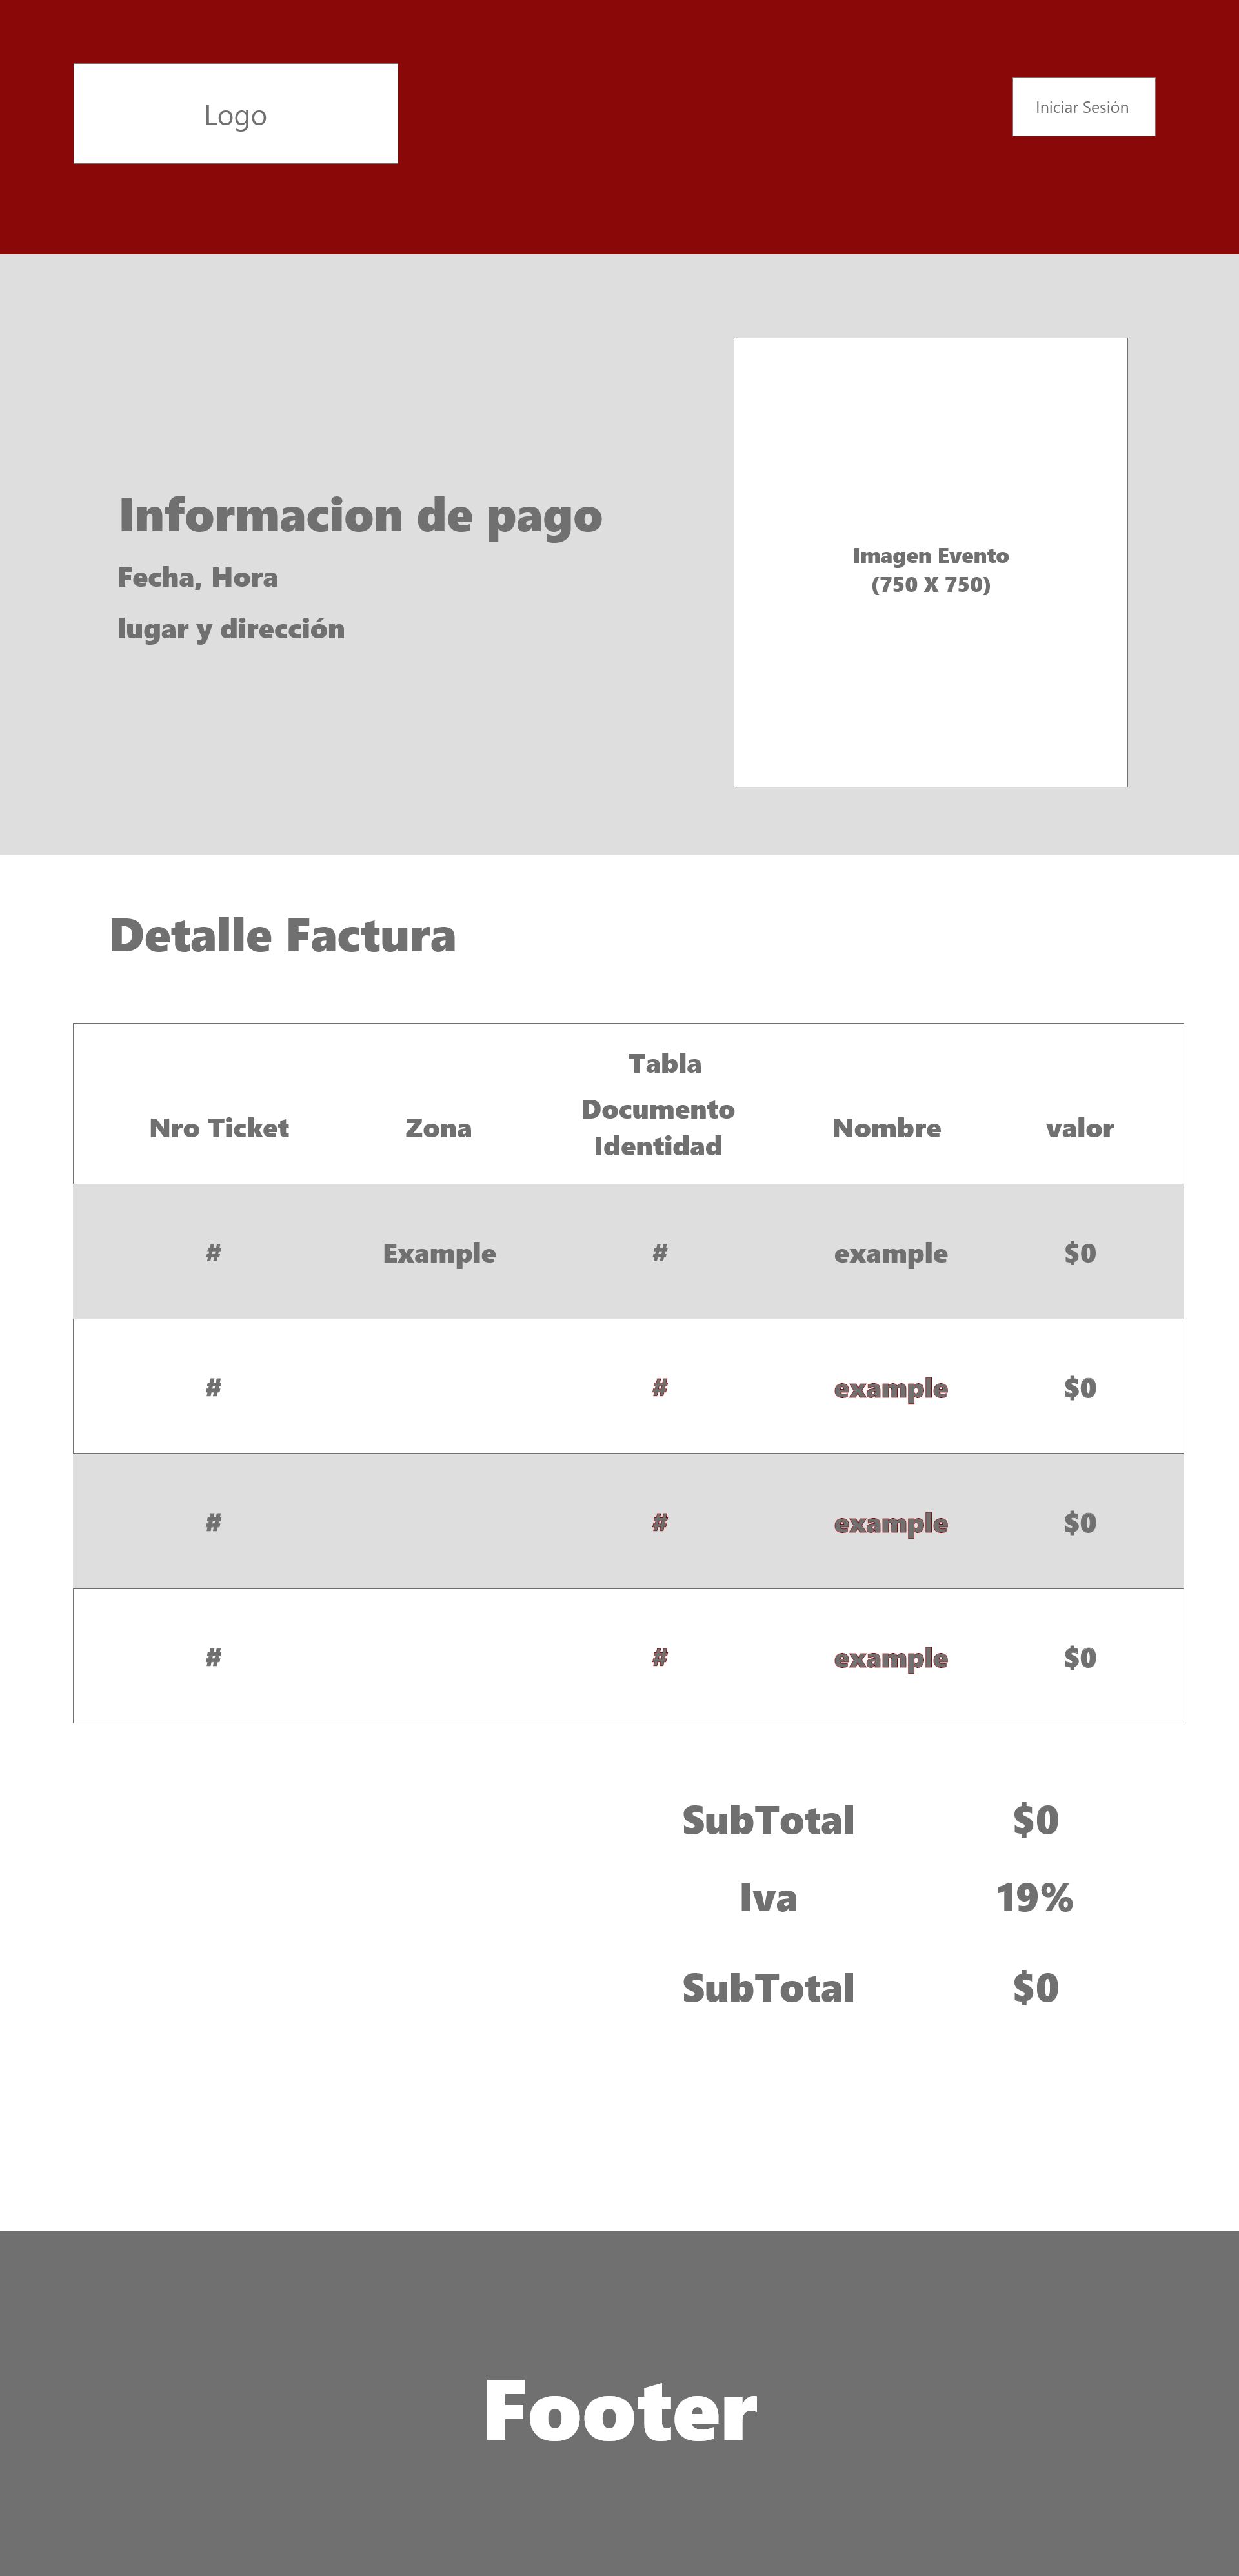 Logo
Iniciar Sesión
Informacion de pago
Fecha, Hora
lugar y dirección
Imagen Evento
(750 X 750)
Detalle Factura
Tabla
Nro Ticket Zona Documento Identidad Nombre valor
# Example # example $0
# # example $0
# # example $0
# # example $0
SubTotal $0
Iva 19%
SubTotal $0
Footer